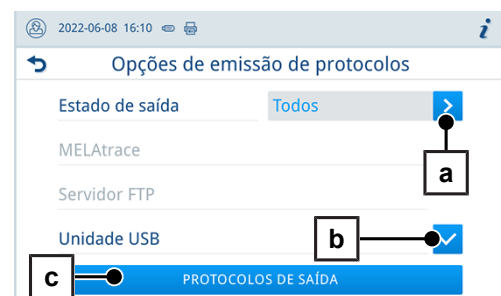 2022-06-08 16:10
Opções de emissão de protocolos
Estado de saída Todos
a
MELAtrace
Servidor FTP
Unidade USB
b
c
PROTOCOLOS DE SAÍDA